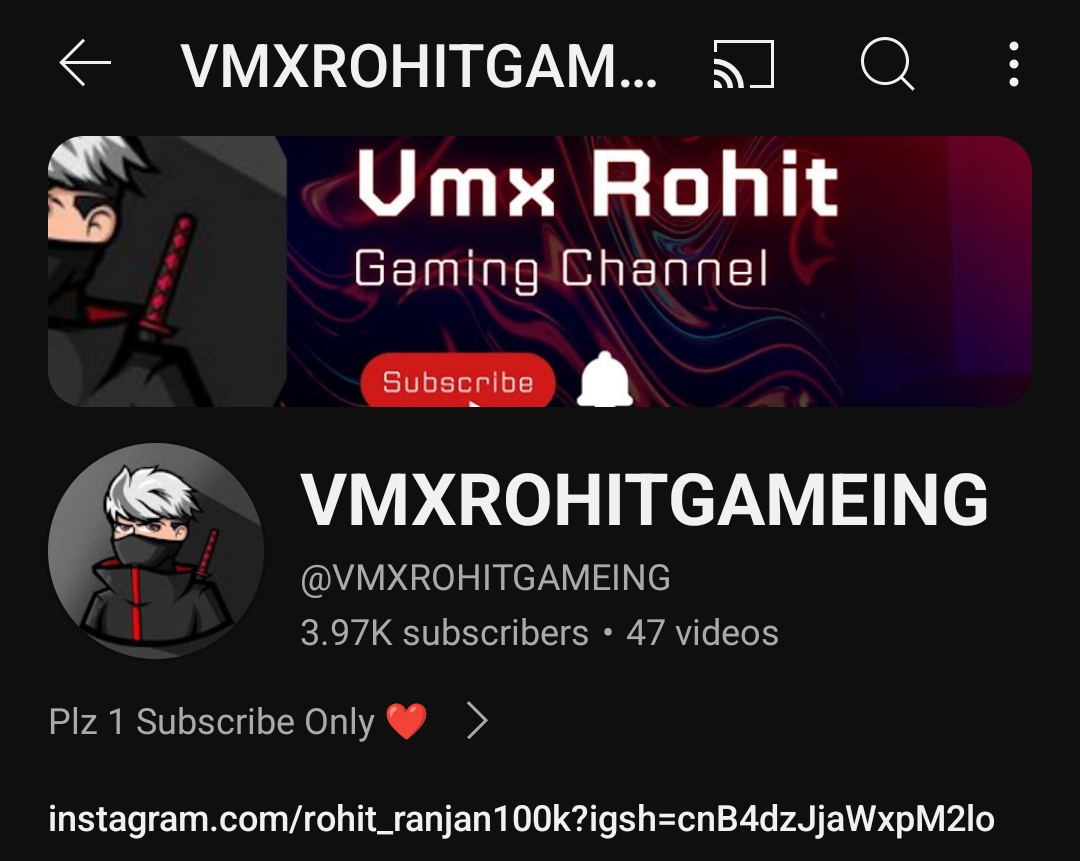 VMXROHITGAM...
Vmx Rohit
Gaming Channel
Subscribe
VMXROHITGAMEING
@VMXROHITGAMEING
3.97K subscribers • 47 videos
Plz 1 Subscribe Only ❤️ >
instagram.com/rohit_ranjan100k?igsh=cnB4dzJjaWxpM2lo